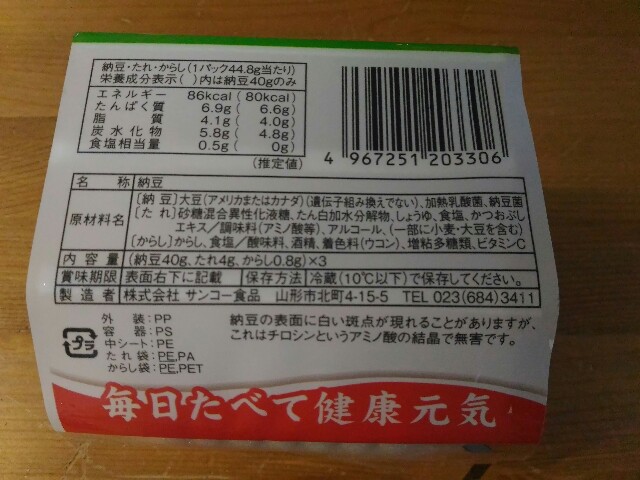 納豆・たれ・からし(1パック44.8g当たり)
栄養成分表示( )内は納豆40gのみ
エネルギー 86kcal( 80kcal)
たんぱく質 6.9g( 6.6g)
脂質 4.1g( 4.0g)
炭水化物 5.8g( 4.8g)
食塩相当量 0.5g( 0g)
(推定値)
4 967251 203306
名称 納豆
原材料名 [納豆]大豆(アメリカまたはカナダ)(遺伝子組み換えでない)、加熱乳酸菌、納豆菌
[たれ]砂糖混合異性化液糖、たん白加水分解物、しょうゆ、食塩、かつおぶし
エキス/調味料(アミノ酸等)、アルコール、(一部に小麦・大豆を含む)
[からし]からし、食塩/酸味料、酒精、着色料(ウコン)、増粘多糖類、ビタミンC
内容量 (納豆40g、たれ4g、からし0.8g)×3
賞味期限 表面右下に記載 保存方法 冷蔵(10℃以下)で保存してください。
製造者 株式会社 サンコー食品 山形市北町4-15-5 TEL 023(684)3411
プラ
外装:PP
容器:PS
中シート:PE
たれ袋:PE,PA
からし袋:PE,PET
納豆の表面に白い斑点が現れることがありますが、
これはチロシンというアミノ酸の結晶で無害です。
毎日たべて健康元気